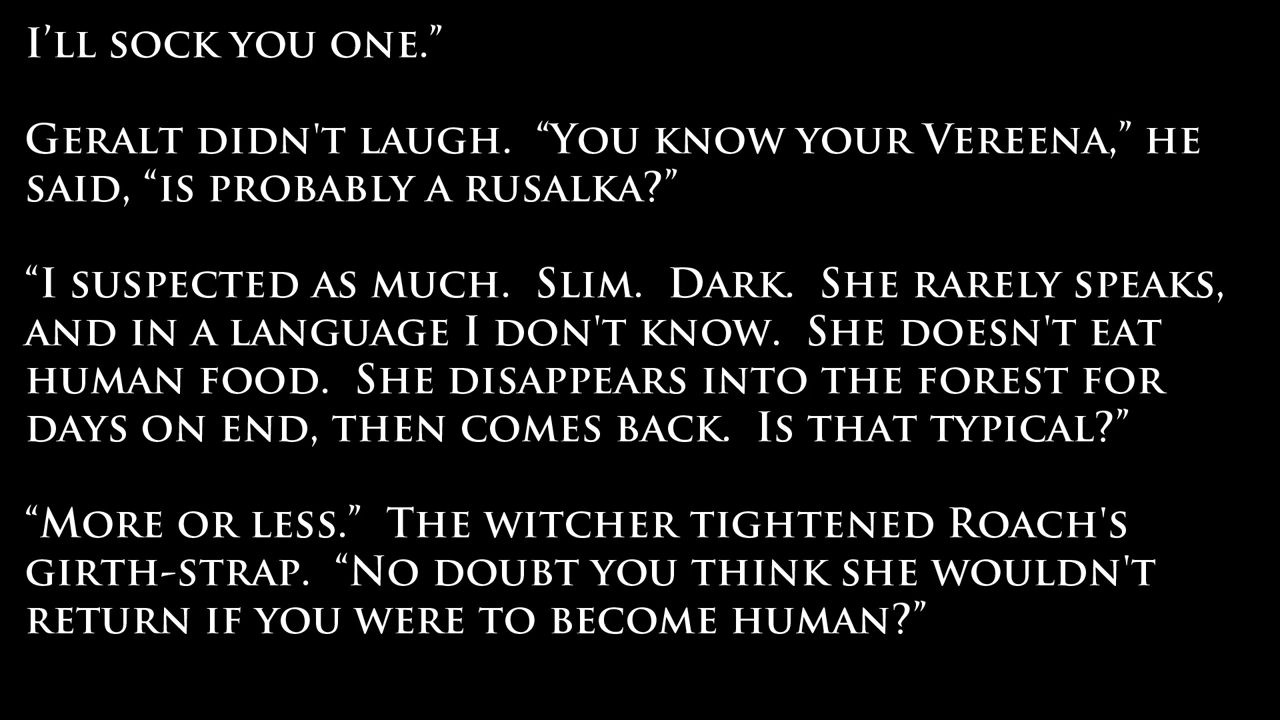 I’ll sock you one.”
Geralt didn't laugh.  “You know your Vereena,” he
said, “is probably a rusalka?”
“I suspected as much.  Slim.  Dark.  She rarely speaks,
and in a language I don't know.  She doesn't eat
human food.  She disappears into the forest for
days on end, then comes back.  Is that typical?”
“More or less.”  The witcher tightened Roach's
girth-strap.  “No doubt you think she wouldn't
return if you were to become human?”